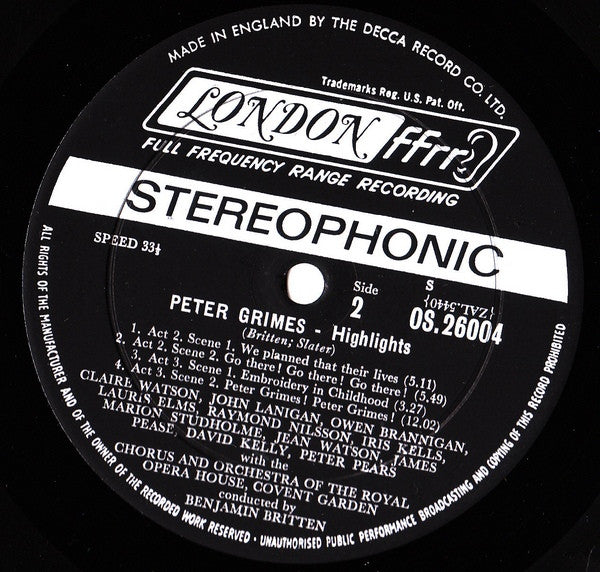 MADE IN ENGLAND BY THE DECCA RECORD CO. LTD.
Trademarks Reg. U.S. Pat. Off.
LONDON ffrr
FULL FREQUENCY RANGE RECORDING
STEREOPHONIC
SPEED 33⅓
Side
2
S
{ZAL.5440}
OS.26004
PETER GRIMES - Highlights
(Britten; Slater)
1. Act 2. Scene 1. We planned that their lives (5,11)
2. Act 2. Scene 2. Go there! Go there! Go there! (5,49)
3. Act 3. Scene 1. Embroidery in Childhood (3,27)
4. Act 3. Scene 2. Peter Grimes! Peter Grimes! (12,02)
CLAIRE WATSON, JOHN LANIGAN, OWEN BRANNIGAN,
LAURIS ELMS, RAYMOND NILSSON, IRIS KELLS,
MARION STUDHOLME, JEAN WATSON, JAMES
PEASE, DAVID KELLY, PETER PEARS
with the
CHORUS AND ORCHESTRA OF THE ROYAL
OPERA HOUSE, COVENT GARDEN
conducted by
BENJAMIN BRITTEN
ALL RIGHTS OF THE MANUFACTURER AND OF THE OWNER OF THE RECORDED WORK RESERVED - UNAUTHORISED PUBLIC PERFORMANCE BROADCASTING AND COPYING OF THIS RECORD PROHIBITED